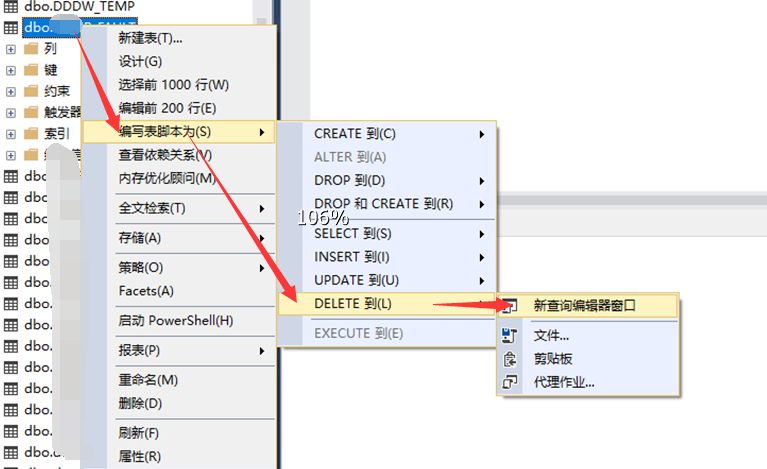 dbo.DDDW_TEMP
dbo.
列
键
约束
触发器
索引
dbo.
dbo.
dbo.
dbo.
dbo.
dbo.
dbo.
dbo.
dbo.
dbo.
dbo.
dbo.
dbo.
新建表(T)...
设计(G)
选择前 1000 行(W)
编辑前 200 行(E)
编写表脚本为(S)
查看依赖关系(V)
内存优化顾问(M)
全文检索(T)
存储(A)
策略(O)
Facets(A)
启动 PowerShell(H)
报表(P)
重命名(M)
删除(D)
刷新(F)
属性(R)
CREATE 到(C)
ALTER 到(A)
DROP 到(D)
DROP 和 CREATE 到(R)
106%
SELECT 到(S)
INSERT 到(I)
UPDATE 到(U)
DELETE 到(L)
EXECUTE 到(E)
新查询编辑器窗口
文件...
剪贴板
代理作业...